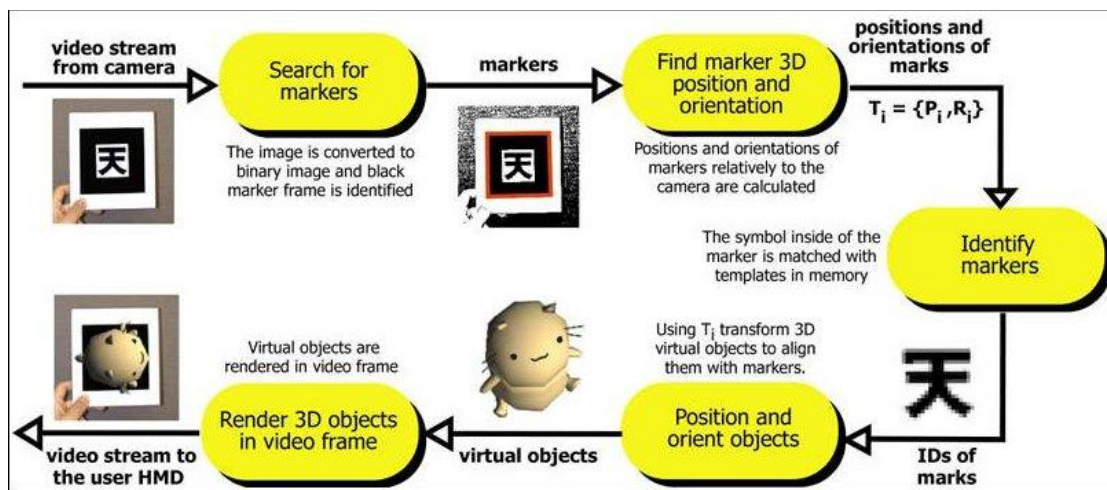 video stream
from camera
Search for
markers
markers
Find marker 3D
position and
orientation
positions and
orientations of
marks
T_i = {P_i ,R_i}
天
The image is converted to
binary image and black
marker frame is identified
天
Positions and orientations of
markers relatively to the
camera are calculated
The symbol inside of the
marker is matched with
templates in memory
Identify
markers
Virtual objects are
rendered in video frame
Using T_i transform 3D
virtual objects to align
them with markers.
天
Render 3D objects
in video frame
Position and
orient objects
video stream to
the user HMD
virtual objects
IDs of
marks